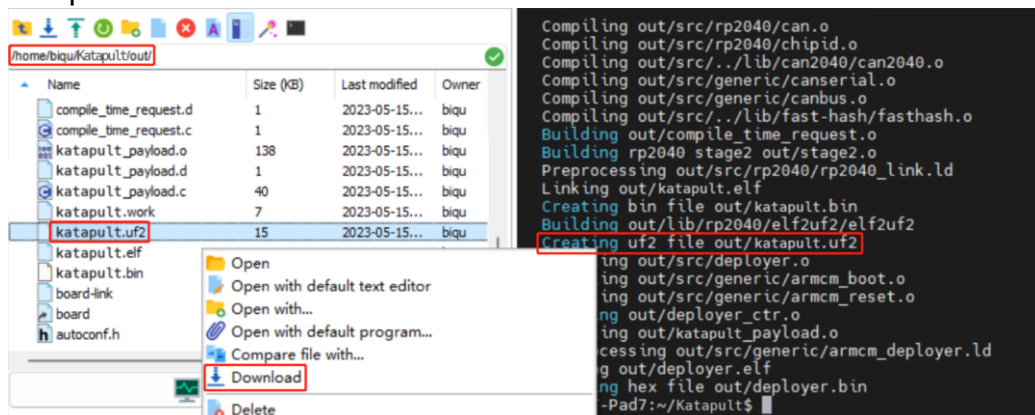 /home/biqu/Katapult/out/
Name Size (KB) Last modified Owner
compile_time_request.d 1 2023-05-15... biqu
compile_time_request.c 1 2023-05-15... biqu
katapult_payload.o 138 2023-05-15... biqu
katapult_payload.d 1 2023-05-15... biqu
katapult_payload.c 40 2023-05-15... biqu
katapult.work 7 2023-05-15... biqu
katapult.uf2 15 2023-05-15... biqu
katapult.elf
katapult.bin
board-link
board
autoconf.h
Open
Open with default text editor
Open with...
Open with default program...
Compare file with...
Download
Delete
Compiling out/src/rp2040/can.o
Compiling out/src/rp2040/chipid.o
Compiling out/src/../lib/can2040/can2040.o
Compiling out/src/generic/canserial.o
Compiling out/src/generic/canbus.o
Compiling out/src/../lib/fast-hash/fasthash.o
Building out/compile_time_request.o
Building rp2040 stage2 out/stage2.o
Preprocessing out/src/rp2040/rp2040_link.ld
Linking out/katapult.elf
Creating bin file out/katapult.bin
Building out/lib/rp2040/elf2uf2/elf2uf2
Creating uf2 file out/katapult.uf2
ing out/src/deployer.o
ing out/src/generic/armcm_boot.o
ing out/src/generic/armcm_reset.o
ng out/deployer_ctr.o
ing out/katapult_payload.o
cessing out/src/generic/armcm_deployer.ld
g out/deployer.elf
ng hex file out/deployer.bin
-Pad7:~/Katapult$